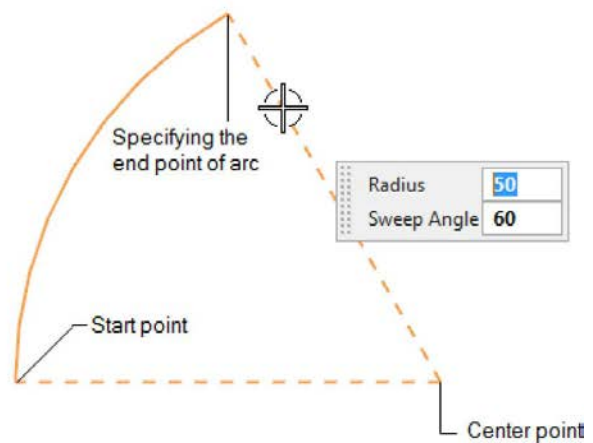 Specifying the
end point of arc
Radius 50
Sweep Angle 60
Start point
Center point